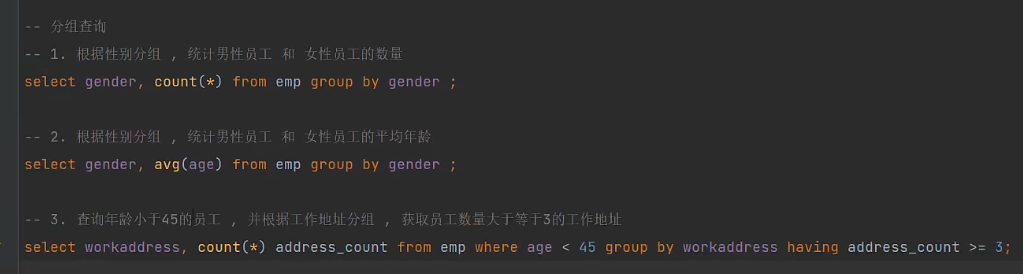 -- 分组查询
-- 1. 根据性别分组 , 统计男性员工 和 女性员工的数量
select gender, count(*) from emp group by gender ;
-- 2. 根据性别分组 , 统计男性员工 和 女性员工的平均年龄
select gender, avg(age) from emp group by gender ;
-- 3. 查询年龄小于45的员工 , 并根据工作地址分组 , 获取员工数量大于等于3的工作地址
select workaddress, count(*) address_count from emp where age < 45 group by workaddress having address_count >= 3;